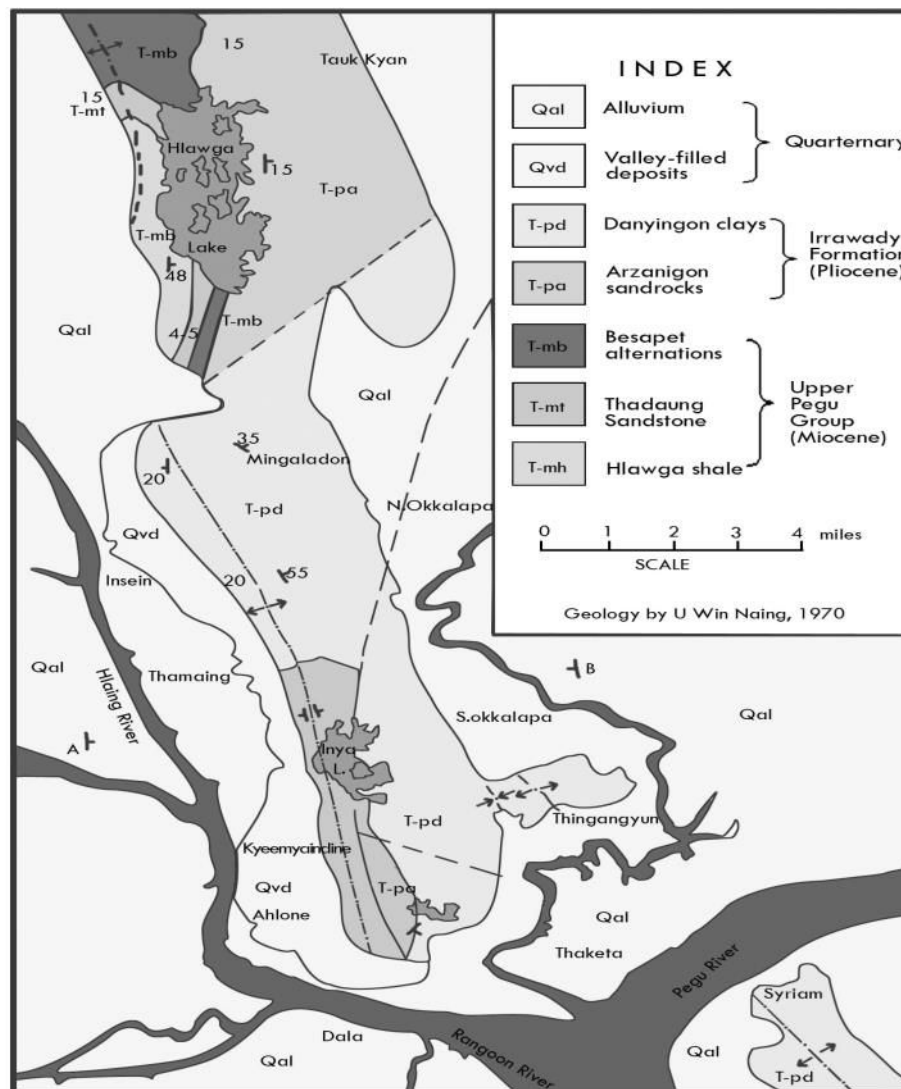 T-mb
15
Tauk Kyan
15
T-mt
Hlawga
15
T-pa
T-mb
Lake
48
T-mb
4-5
Qal
Qal
35
Mingaladon
20
T-pd
N.Okkalapa
Qvd
Insein
20
55
Qal
Thamaing
Hlaing River
B
A
S.okkalapa
Qal
Inya
L.
T-pd
Thingangyun
Kyeemyaindine
T-pa
Qvd
Ahlone
Qal
Thaketa
Pegu River
Syriam
Dala
Qal
Rangoon River
Qal
T-pd
INDEX
Qal Alluvium
Quarternary
Qvd Valley-filled
deposits
T-pd Danyingon clays
Irrawady
Formation
(Pliocene)
T-pa Arzanigon
sandrocks
T-mb Besapet
alternations
Upper
Pegu
Group
(Miocene)
T-mt Thadaung
Sandstone
T-mh Hlawga shale
0 1 2 3 4 miles
SCALE
Geology by U Win Naing, 1970